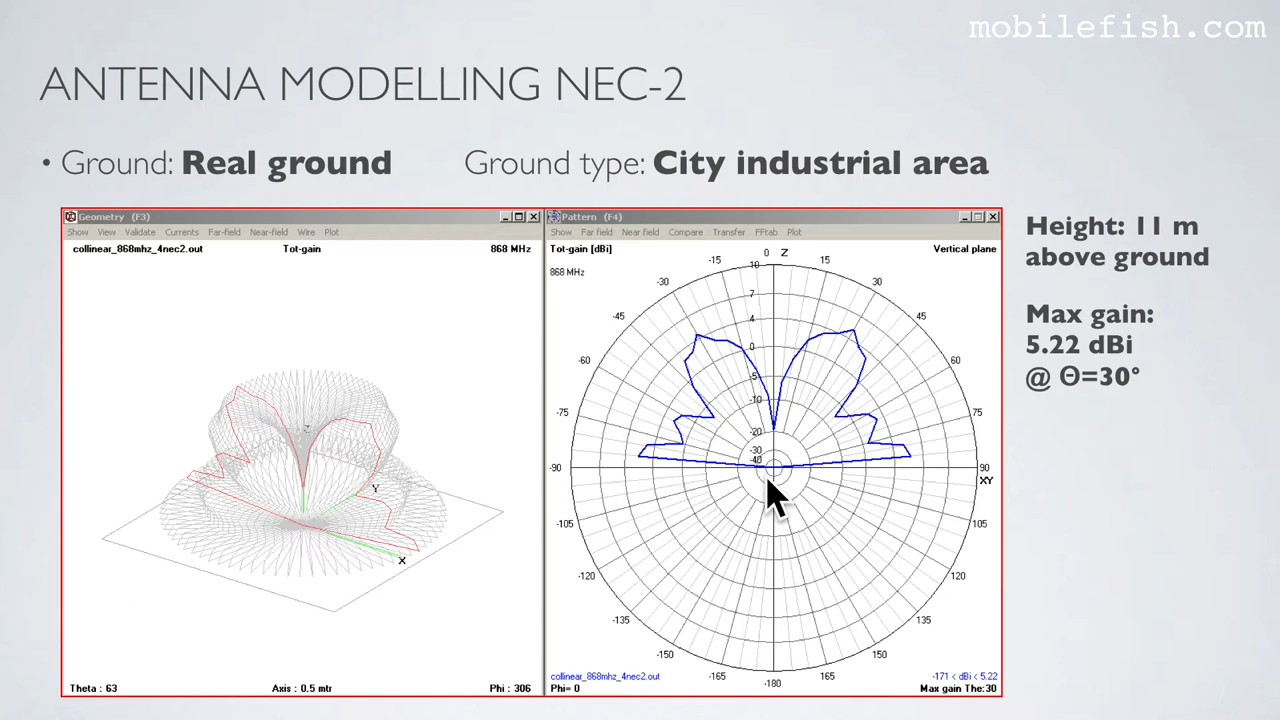 mobilefish.com
ANTENNA MODELLING NEC-2
• Ground: Real ground Ground type: City industrial area
Geometry (F3)
Show View Validate Currents Far-field Near-field Wire Plot
collinear_868mhz_4nec2.out Tot-gain 868 MHz
Z
Y
X
Theta : 63 Axis : 0.5 mtr Phi : 306
Pattern (F4)
Show Far field Near field Compare Transfer FFtab Plot
Tot-gain [dBi] Vertical plane
868 MHz
0 Z
-15 15
10
-30 30
7
-45 45
4
0
-60 60
-5
-10
-75 75
-20
-30
-40
-90 90
XY
-105 105
-120 120
-135 135
-150 150
-165 165
-180
collinear_868mhz_4nec2.out -171 < dBi < 5.22
Phi= 0 Max gain The:30
Height: 11 m
above ground
Max gain:
5.22 dBi
@ Θ=30°